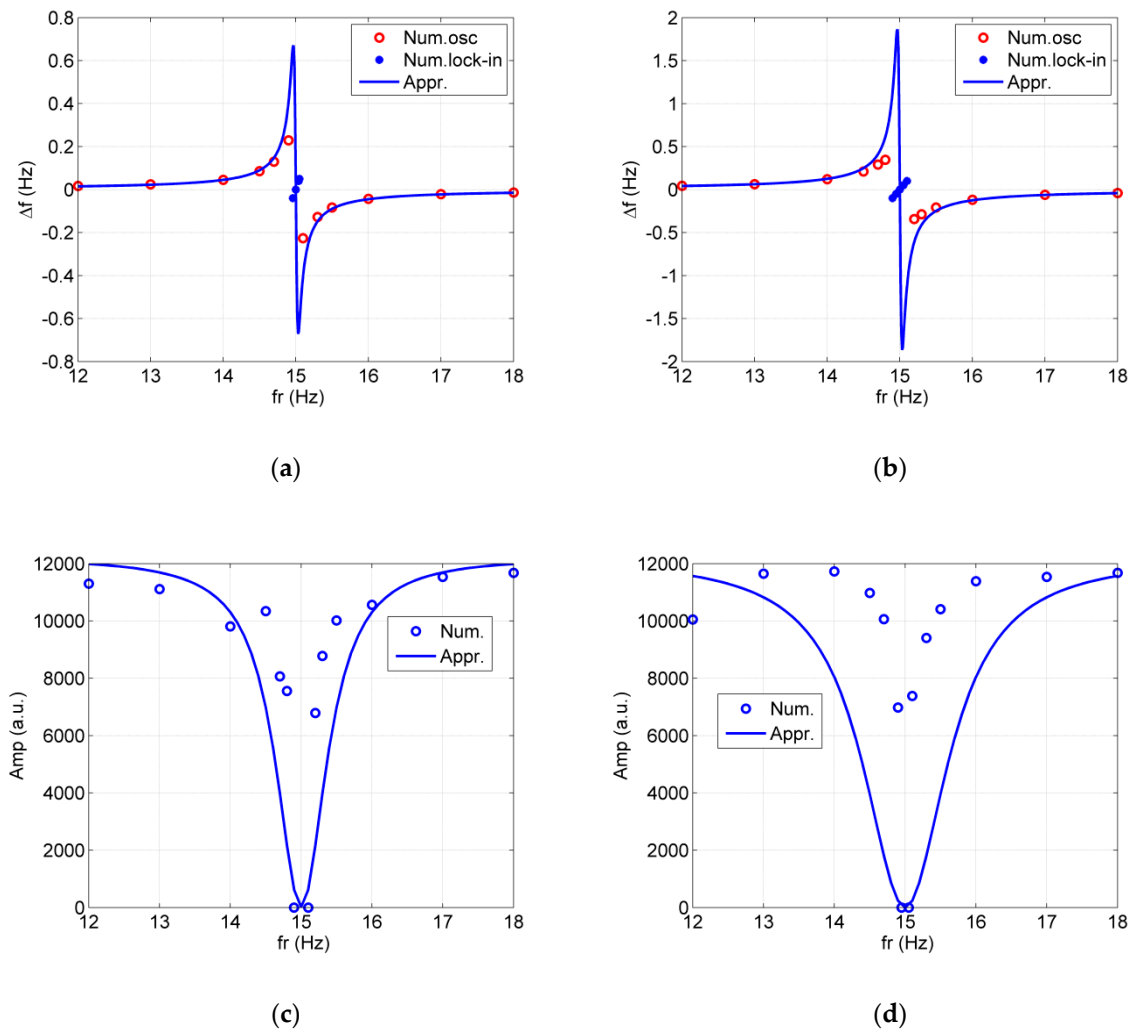 0.8
0.6
0.4
0.2
0
-0.2
-0.4
-0.6
-0.8
Δf (Hz)
12 13 14 15 16 17 18
fr (Hz)
Num.osc
Num.lock-in
Appr.
(a)
2
1.5
1
0.5
0
-0.5
-1
-1.5
-2
Δf (Hz)
12 13 14 15 16 17 18
fr (Hz)
Num.osc
Num.lock-in
Appr.
(b)
12000
10000
8000
6000
4000
2000
0
Amp (a.u.)
12 13 14 15 16 17 18
fr (Hz)
Num.
Appr.
(c)
12000
10000
8000
6000
4000
2000
0
Amp (a.u.)
12 13 14 15 16 17 18
fr (Hz)
Num.
Appr.
(d)